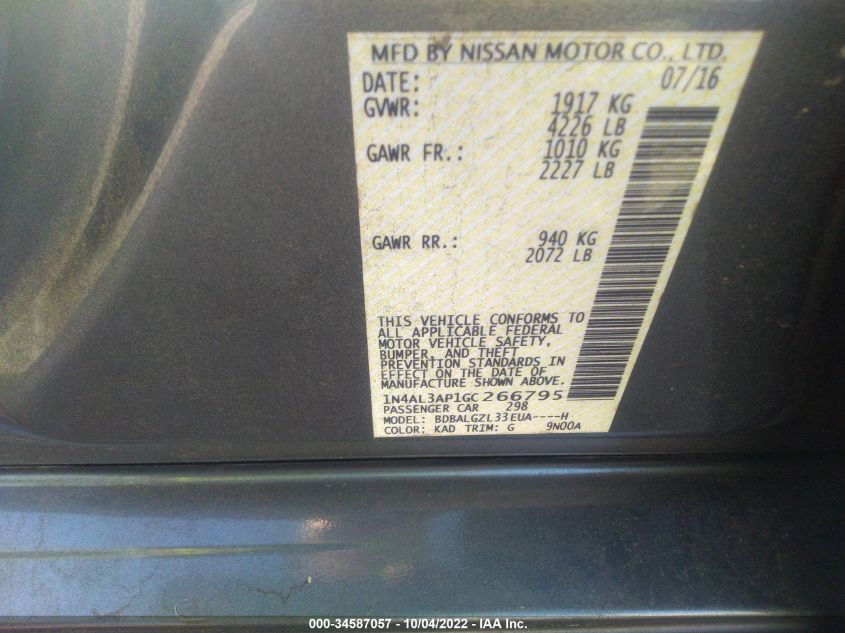 MFD BY NISSAN MOTOR CO., LTD.
DATE: 07/16
GVWR: 1917 KG
4226 LB
GAWR FR.: 1010 KG
2227 LB
GAWR RR.: 940 KG
2072 LB
THIS VEHICLE CONFORMS TO
ALL APPLICABLE FEDERAL
MOTOR VEHICLE SAFETY,
BUMPER, AND THEFT
PREVENTION STANDARDS IN
EFFECT ON THE DATE OF
MANUFACTURE SHOWN ABOVE.
1N4AL3AP1GC266795
PASSENGER CAR 298
MODEL: BDBALGZL33EUA----H
COLOR: KAD TRIM: G 9N00A
000-34587057 - 10/04/2022 - IAA Inc.